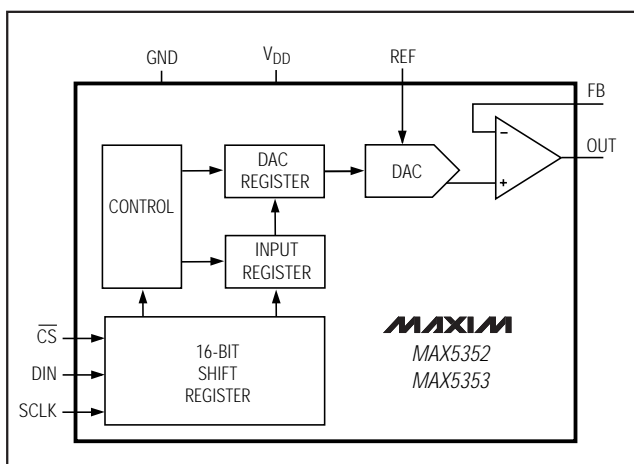 GND
VDD
REF
FB
OUT
DAC
REGISTER
DAC
CONTROL
INPUT
REGISTER
16-BIT
SHIFT
REGISTER
CS
DIN
SCLK
MAXIM
MAX5352
MAX5353
−
+